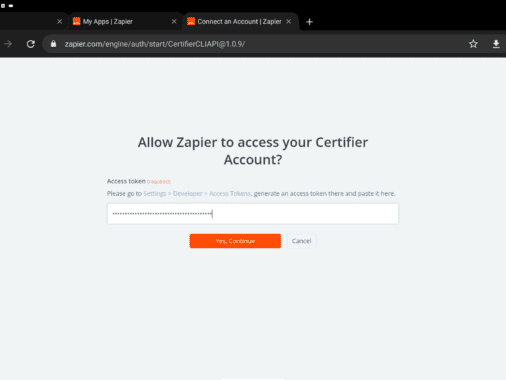 My Apps | Zapier
Connect an Account | Zapier
zapier.com/engine/auth/start/CertifierCLIAPI@1.0.9/
Allow Zapier to access your Certifier
Account?
Access token (required)
Please go to Settings > Developer > Access Tokens, generate an access token there and paste it here.
Yes, Continue
Cancel